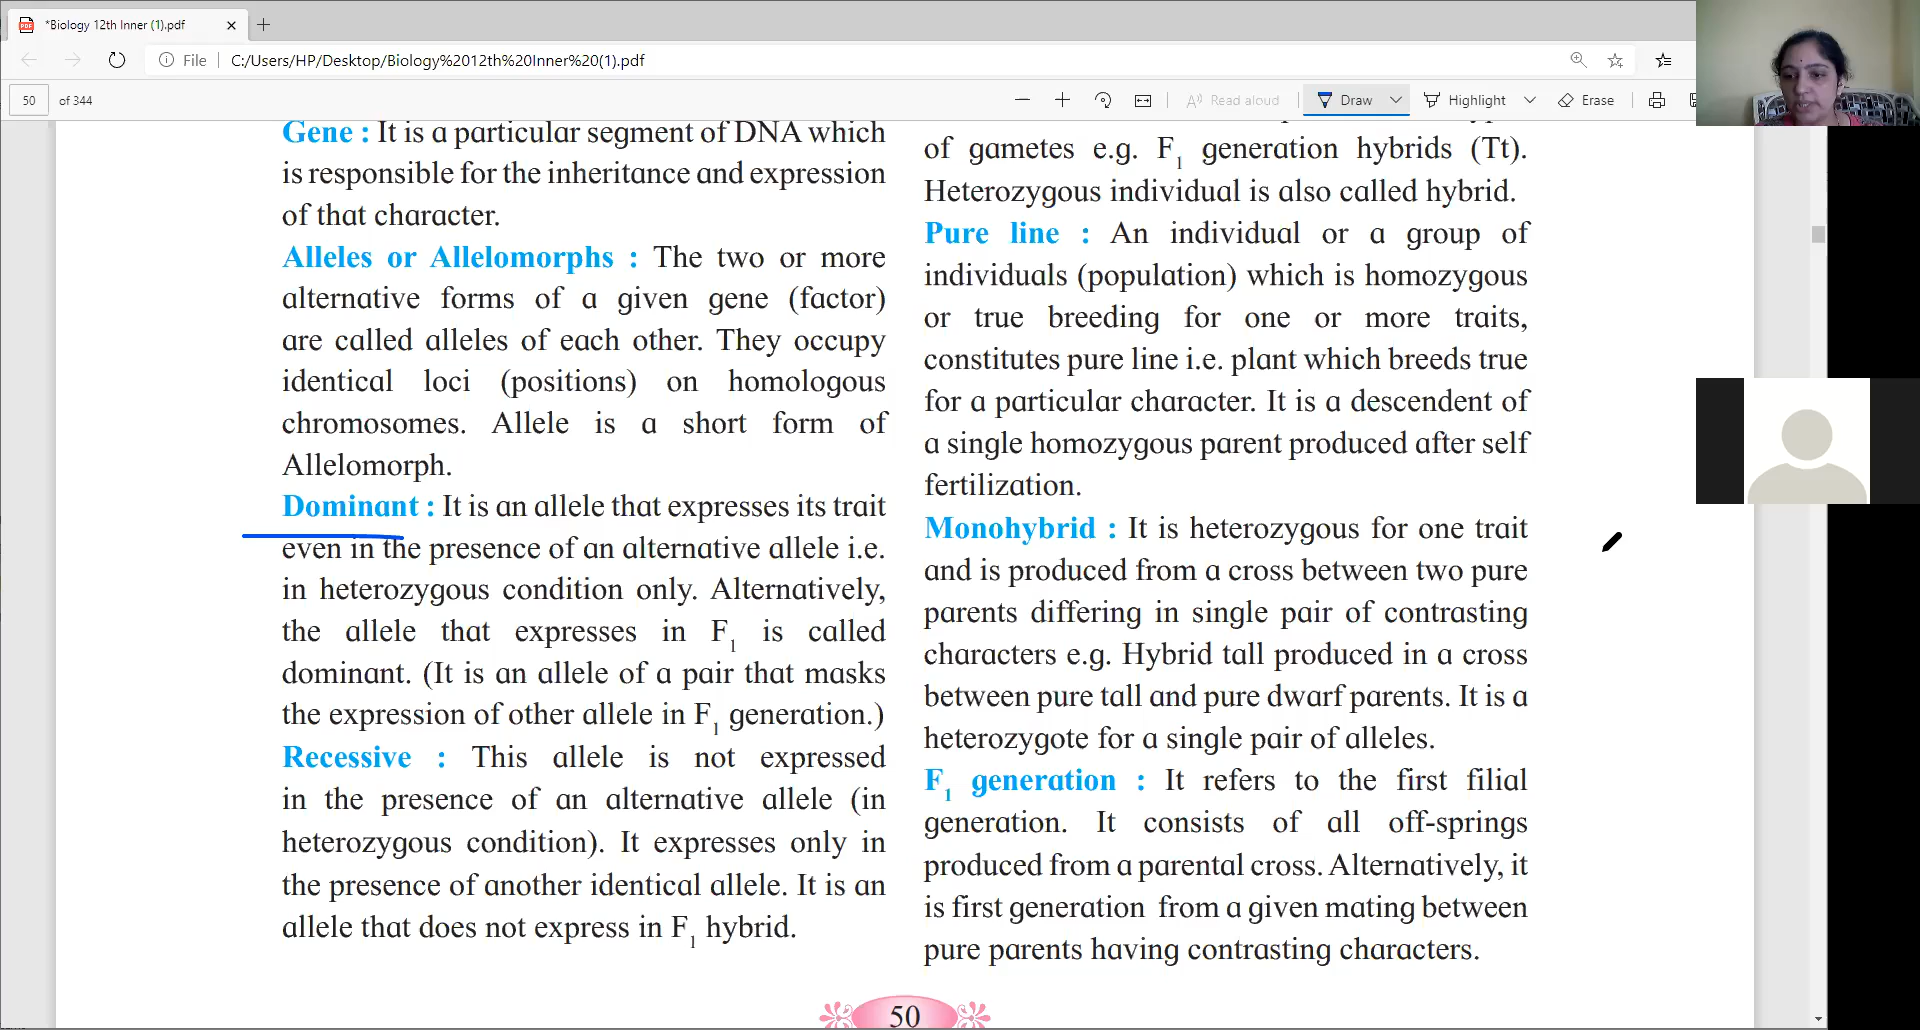 *Biology 12th Inner (1).pdf
File
C:/Users/HP/Desktop/Biology%2012th%20Inner%20(1).pdf
50 of 344
Read aloud
Draw
Highlight
Erase
Gene : It is a particular segment of DNA which
is responsible for the inheritance and expression
of that character.
Alleles or Allelomorphs : The two or more
alternative forms of a given gene (factor)
are called alleles of each other. They occupy
identical loci (positions) on homologous
chromosomes. Allele is a short form of
Allelomorph.
Dominant : It is an allele that expresses its trait
even in the presence of an alternative allele i.e.
in heterozygous condition only. Alternatively,
the allele that expresses in F1 is called
dominant. (It is an allele of a pair that masks
the expression of other allele in F1 generation.)
Recessive : This allele is not expressed
in the presence of an alternative allele (in
heterozygous condition). It expresses only in
the presence of another identical allele. It is an
allele that does not express in F1 hybrid.
of gametes e.g. F1 generation hybrids (Tt).
Heterozygous individual is also called hybrid.
Pure line : An individual or a group of
individuals (population) which is homozygous
or true breeding for one or more traits,
constitutes pure line i.e. plant which breeds true
for a particular character. It is a descendent of
a single homozygous parent produced after self
fertilization.
Monohybrid : It is heterozygous for one trait
and is produced from a cross between two pure
parents differing in single pair of contrasting
characters e.g. Hybrid tall produced in a cross
between pure tall and pure dwarf parents. It is a
heterozygote for a single pair of alleles.
F1 generation : It refers to the first filial
generation. It consists of all off-springs
produced from a parental cross. Alternatively, it
is first generation from a given mating between
pure parents having contrasting characters.
50